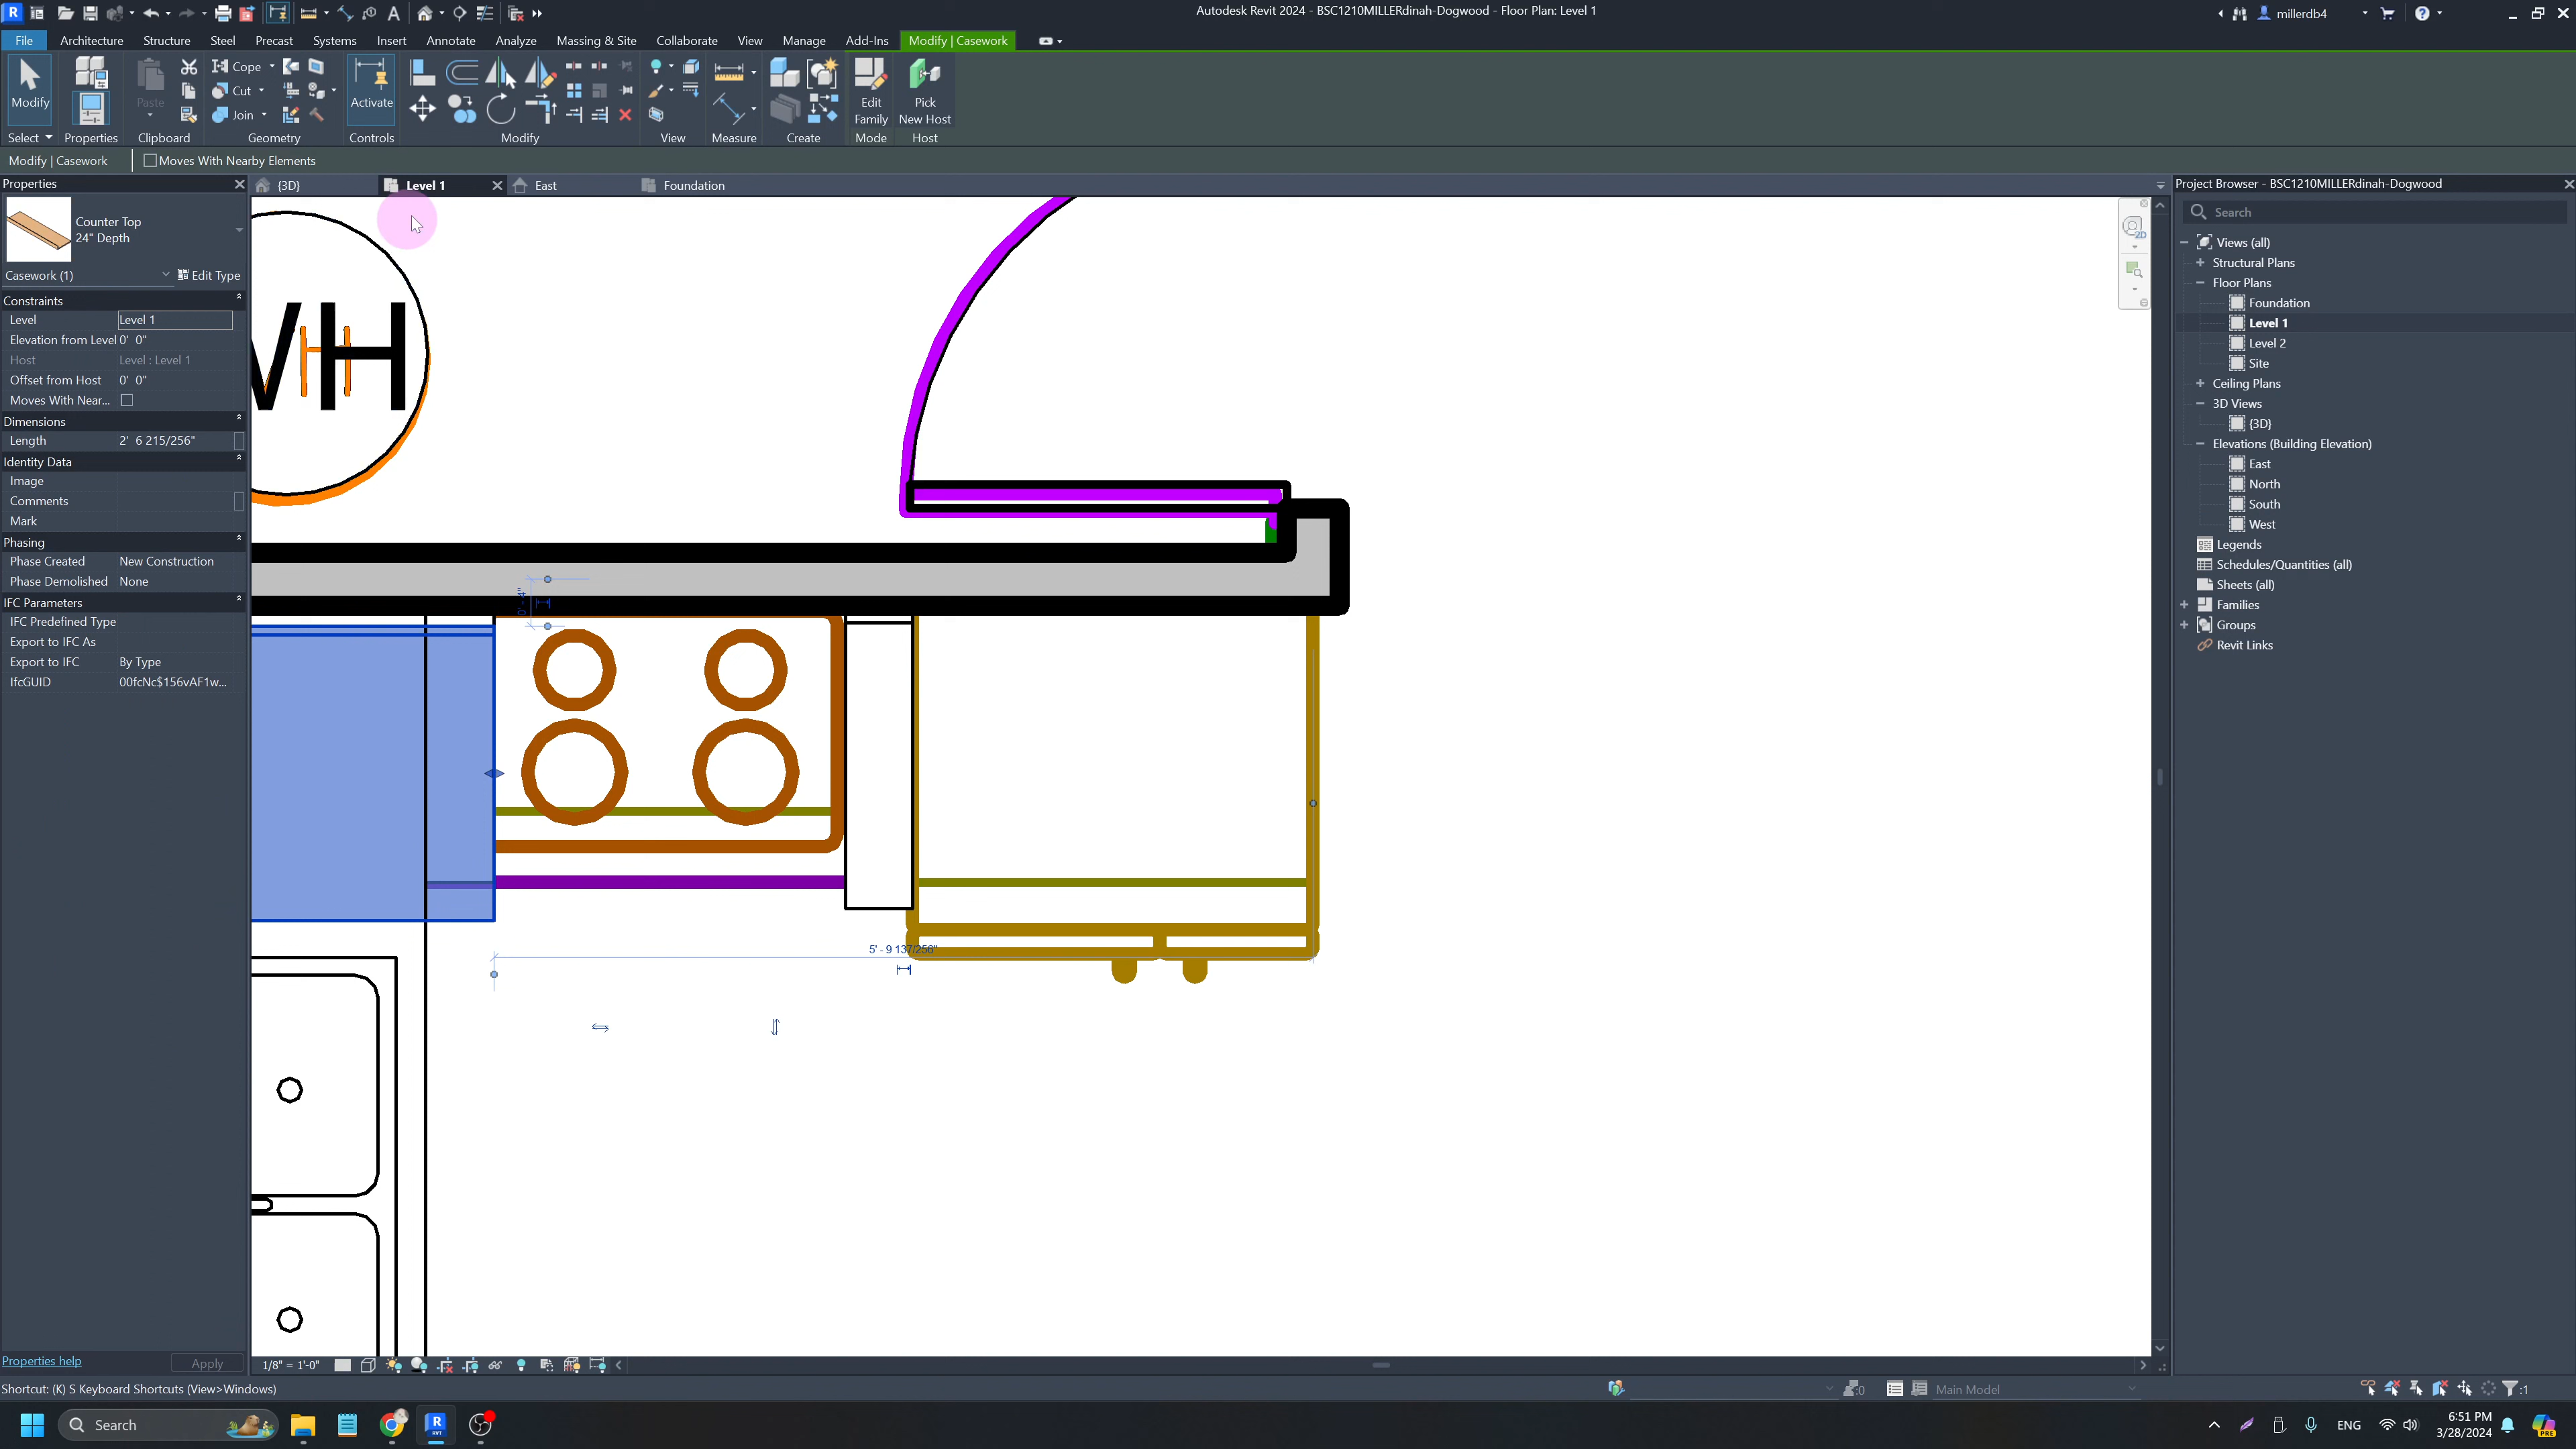 Autodesk Revit 2024 - BSC1210MILLERdinah-Dogwood - Floor Plan: Level 1
millerdb4
File Architecture Structure Steel Precast Systems Insert Annotate Analyze Massing & Site Collaborate View Manage Add-Ins Modify | Casework
Modify
Paste
Cope
Cut
Join
Activate
Edit Family
Pick New Host
Select Properties Clipboard Geometry Controls Modify View Measure Create Mode Host
Modify | Casework Moves With Nearby Elements
Properties
{3D} Level 1 East Foundation
Project Browser - BSC1210MILLERdinah-Dogwood
Counter Top
24" Depth
Casework (1) Edit Type
Constraints
Level Level 1
Elevation from Level 0' 0"
Host Level : Level 1
Offset from Host 0' 0"
Moves With Near...
Dimensions
Length 2' 6 215/256"
Identity Data
Image
Comments
Mark
Phasing
Phase Created New Construction
Phase Demolished None
IFC Parameters
IFC Predefined Type
Export to IFC As
Export to IFC By Type
IfcGUID 00fcNc$156vAF1w...
Properties help Apply
WH
0' - 4"
5' - 9 137/256"
2D
Search
Views (all)
Structural Plans
Floor Plans
Foundation
Level 1
Level 2
Site
Ceiling Plans
3D Views
{3D}
Elevations (Building Elevation)
East
North
South
West
Legends
Schedules/Quantities (all)
Sheets (all)
Families
Groups
Revit Links
1/8" = 1'-0"
Shortcut: (K) S Keyboard Shortcuts (View>Windows)
:0
Main Model
:1
Search
ENG
6:51 PM
3/28/2024
PRE